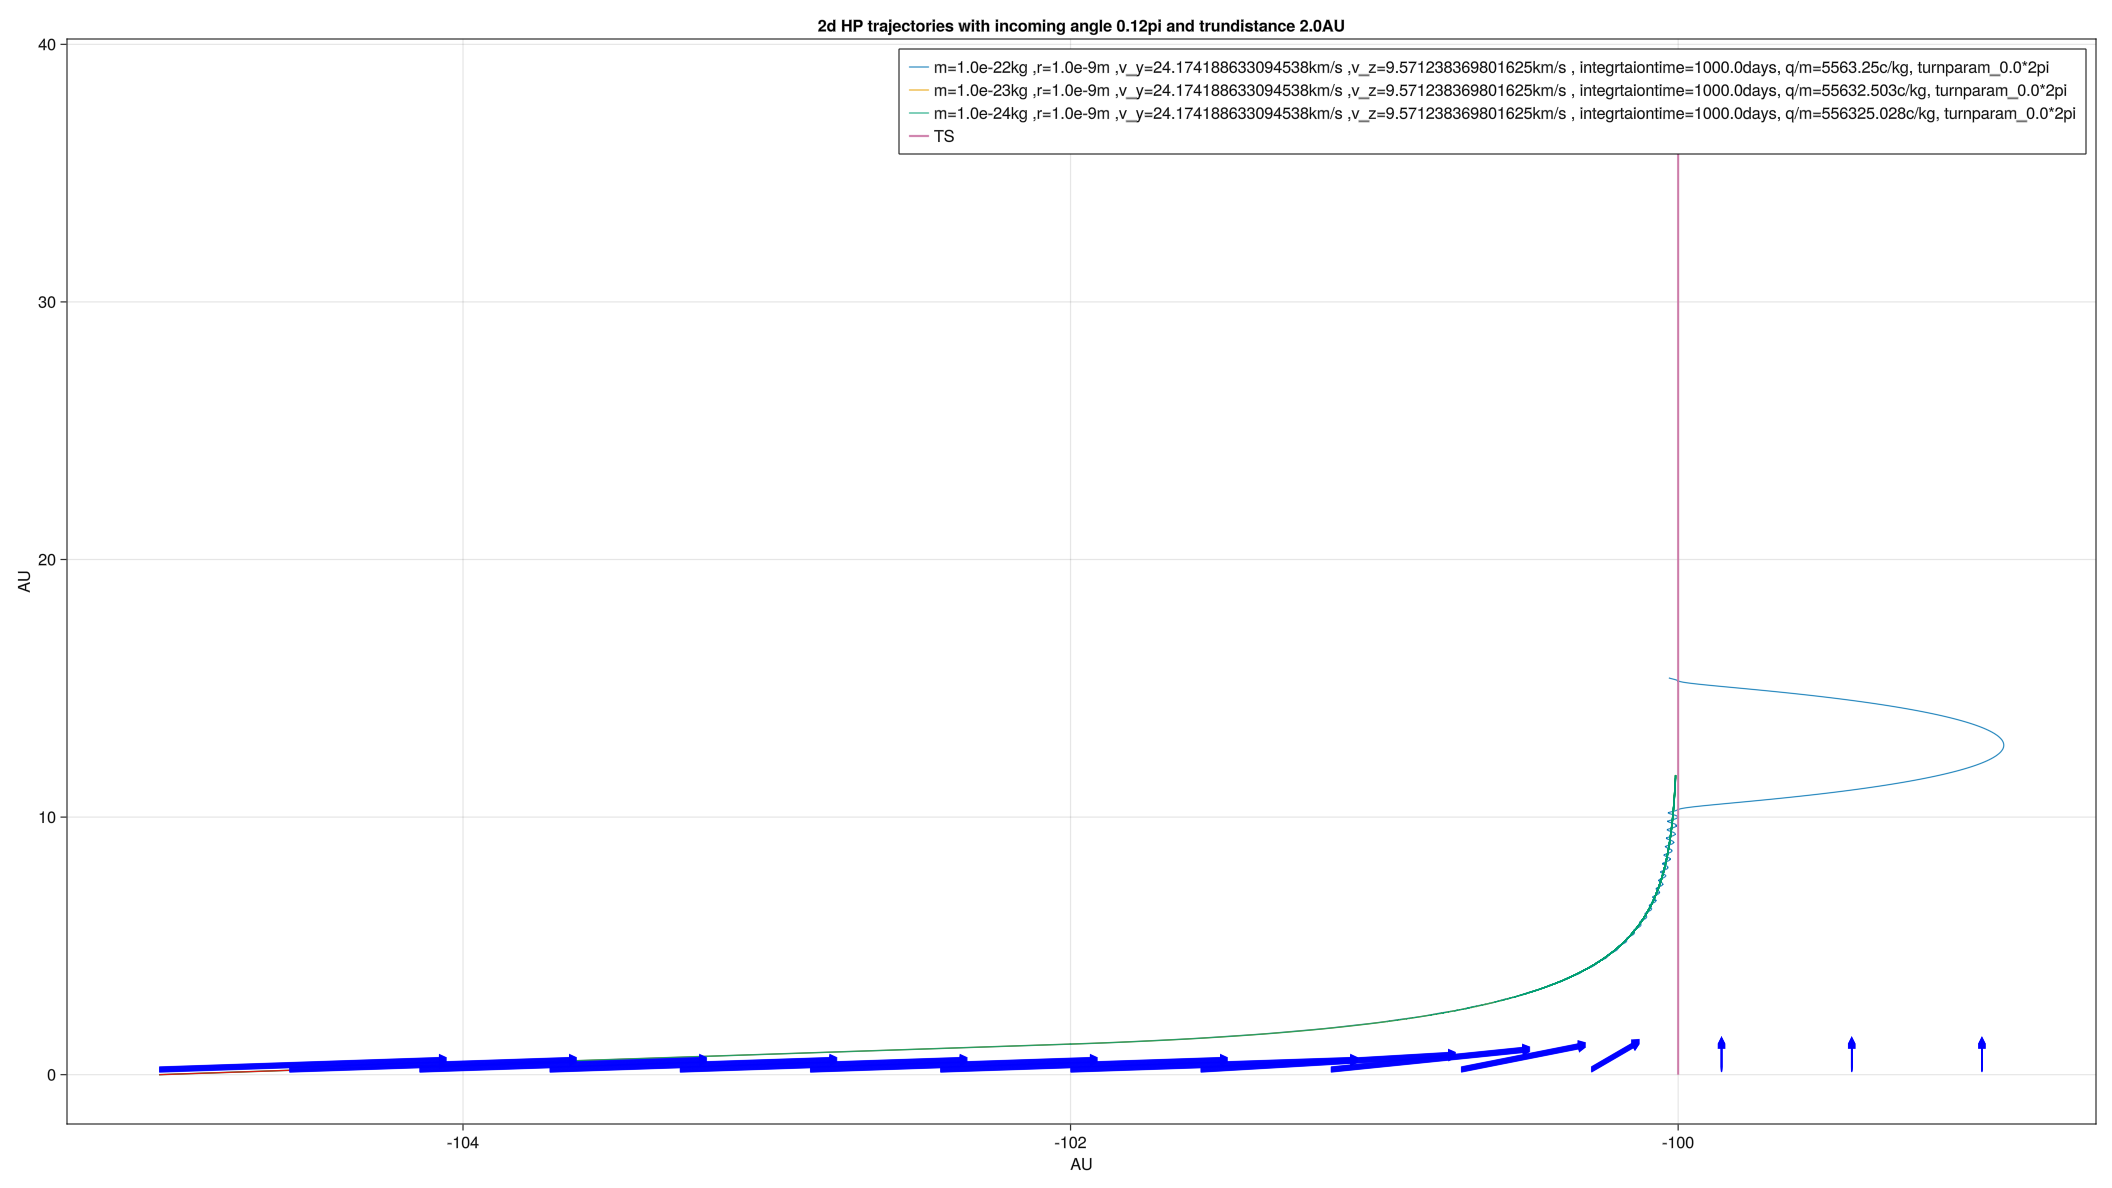 2d HP trajectories with incoming angle 0.12pi and trundistance 2.0AU
m=1.0e-22kg ,r=1.0e-9m ,v_y=24.174188633094538km/s ,v_z=9.571238369801625km/s , integrtaiontime=1000.0days, q/m=5563.25c/kg, turnparam_0.0*2pi
m=1.0e-23kg ,r=1.0e-9m ,v_y=24.174188633094538km/s ,v_z=9.571238369801625km/s , integrtaiontime=1000.0days, q/m=55632.503c/kg, turnparam_0.0*2pi
m=1.0e-24kg ,r=1.0e-9m ,v_y=24.174188633094538km/s ,v_z=9.571238369801625km/s , integrtaiontime=1000.0days, q/m=556325.028c/kg, turnparam_0.0*2pi
TS
40
30
20
10
0
AU
-104
-102
-100
AU